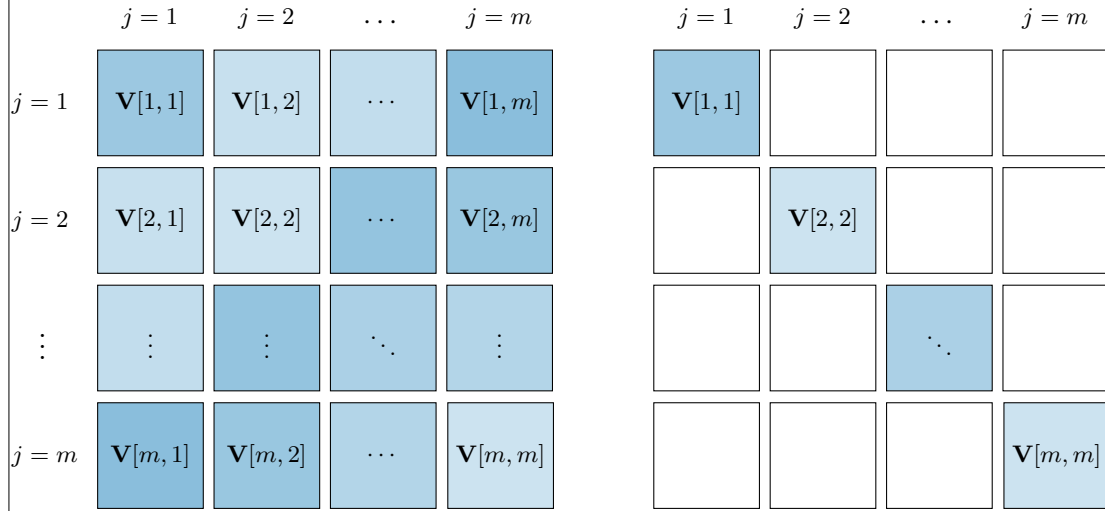 j = 1 j = 2 ... j = m j = 1 j = 2 ... j = m
j = 1 V[1, 1] V[1, 2] ... V[1, m] V[1, 1]
j = 2 V[2, 1] V[2, 2] ... V[2, m] V[2, 2]
⋮ ⋮ ⋮ ⋱ ⋮ ⋱
j = m V[m, 1] V[m, 2] ... V[m, m] V[m, m]